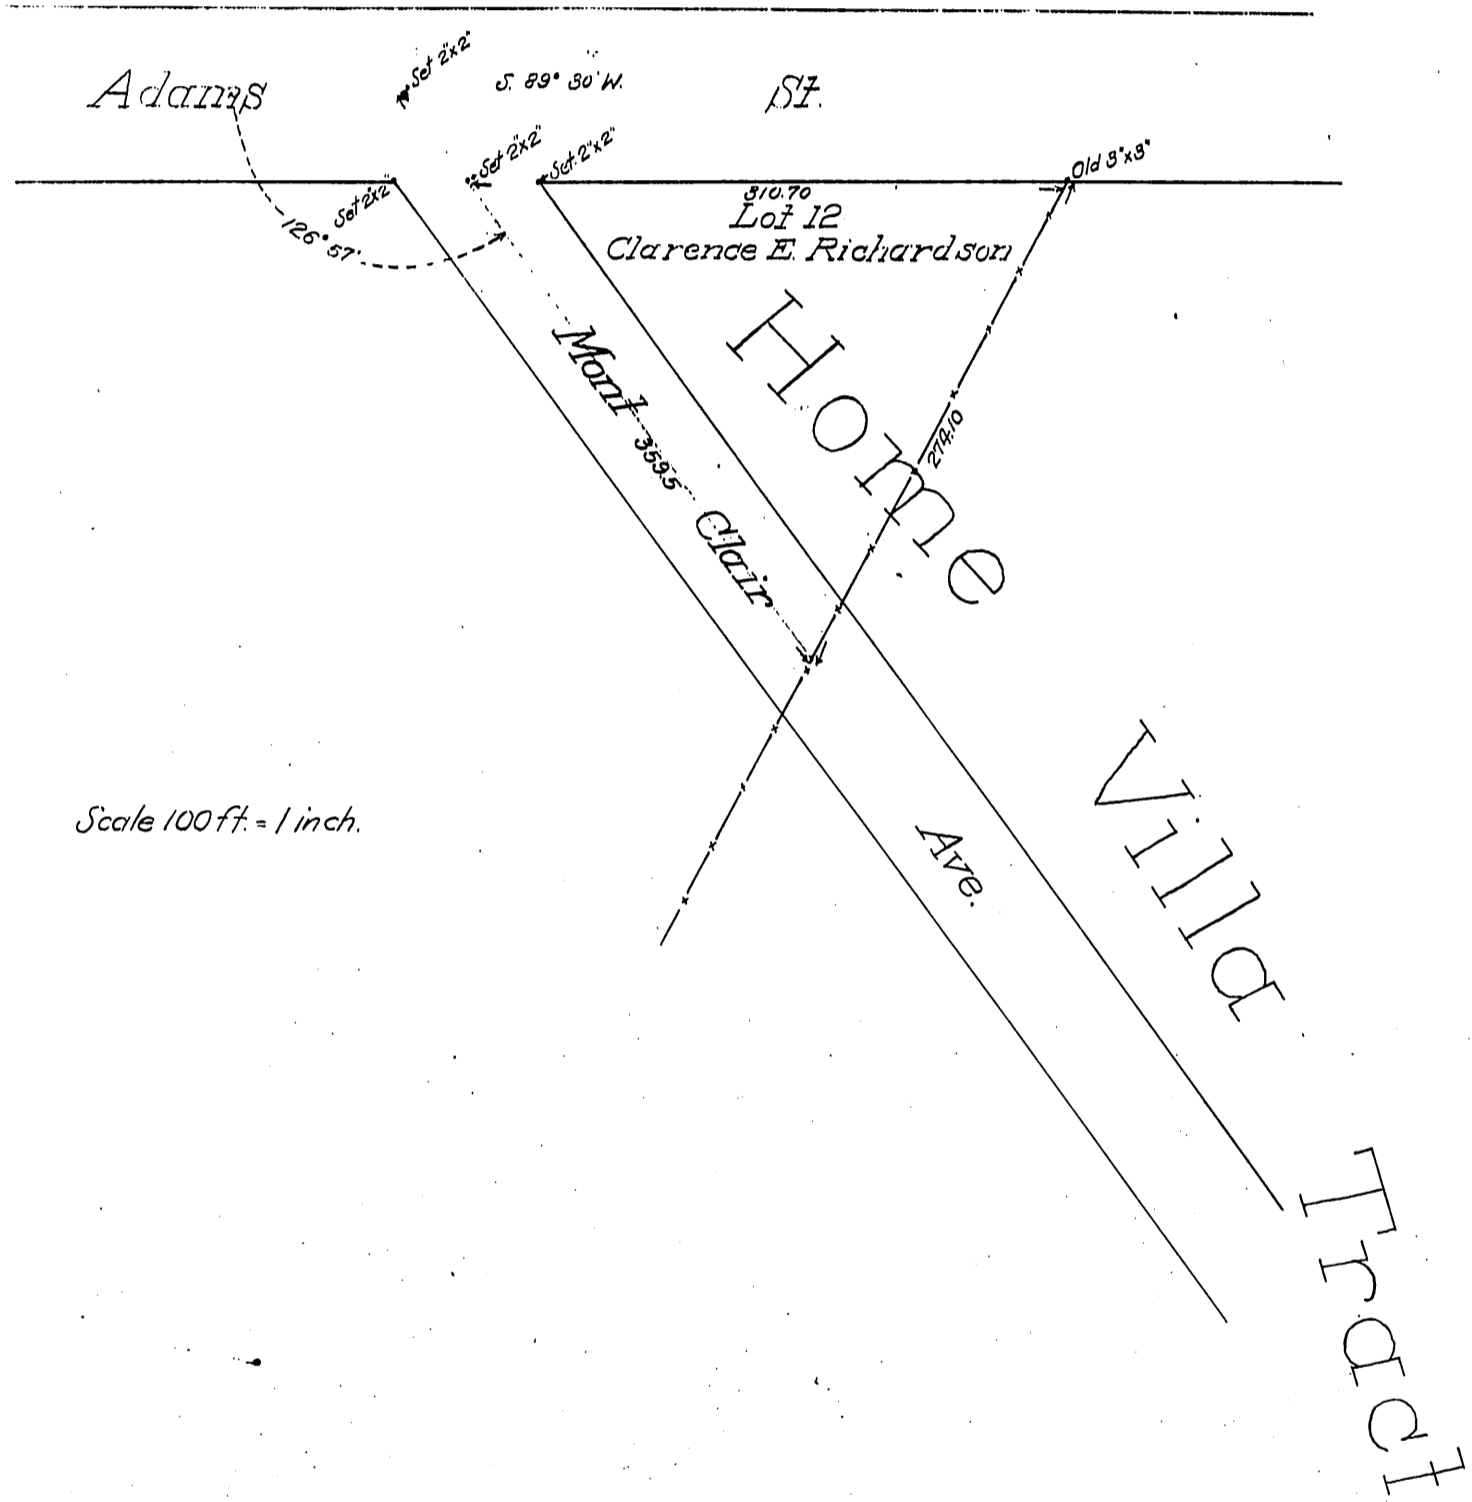 Set 2"x2"
Adams
S. 89° 30' W.
St.
Set 2"x2"
Set 2"x2"
Old 3"x3"
Set 2"x2"
310.70
Lot 12
Clarence E. Richardson
126° 57'
Home
Mont
359.5
Clair
274.10
Villa
Scale 100 ft. = 1 inch.
Ave.
Tract